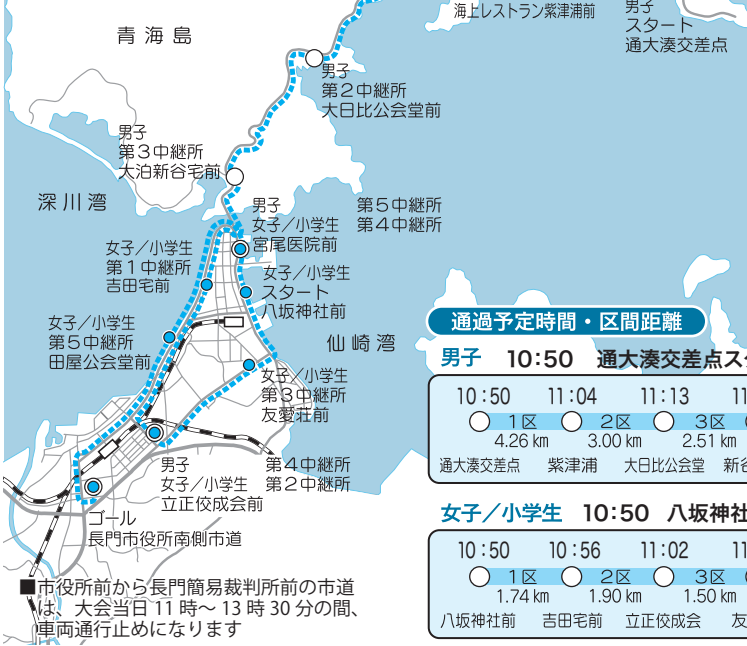 海上レストラン紫津浦前
男子
スタート
通大湊交差点
青海島
男子
第2中継所
大日比公会堂前
男子
第3中継所
大泊新谷宅前
深川湾
男子 第5中継所
女子／小学生 第4中継所
宮尾医院前
女子／小学生
第1中継所
吉田宅前
女子／小学生
スタート
八坂神社前
女子／小学生
第5中継所
田屋公会堂前
仙崎湾
女子／小学生
第3中継所
友愛荘前
男子 第4中継所
女子／小学生 第2中継所
立正佼成会前
ゴール
長門市役所南側市道
■市役所前から長門簡易裁判所前の市道
は、大会当日11時～13時30分の間、
車両通行止めになります
通過予定時間・区間距離
男子 10:50 通大湊交差点ス
10:50 11:04 11:13 11
1区 2区 3区
4.26 km 3.00 km 2.51 km
通大湊交差点 紫津浦 大日比公会堂 新谷
女子／小学生 10:50 八坂神社
10:50 10:56 11:02 11
1区 2区 3区
1.74 km 1.90 km 1.50 km
八坂神社前 吉田宅前 立正佼成会 友